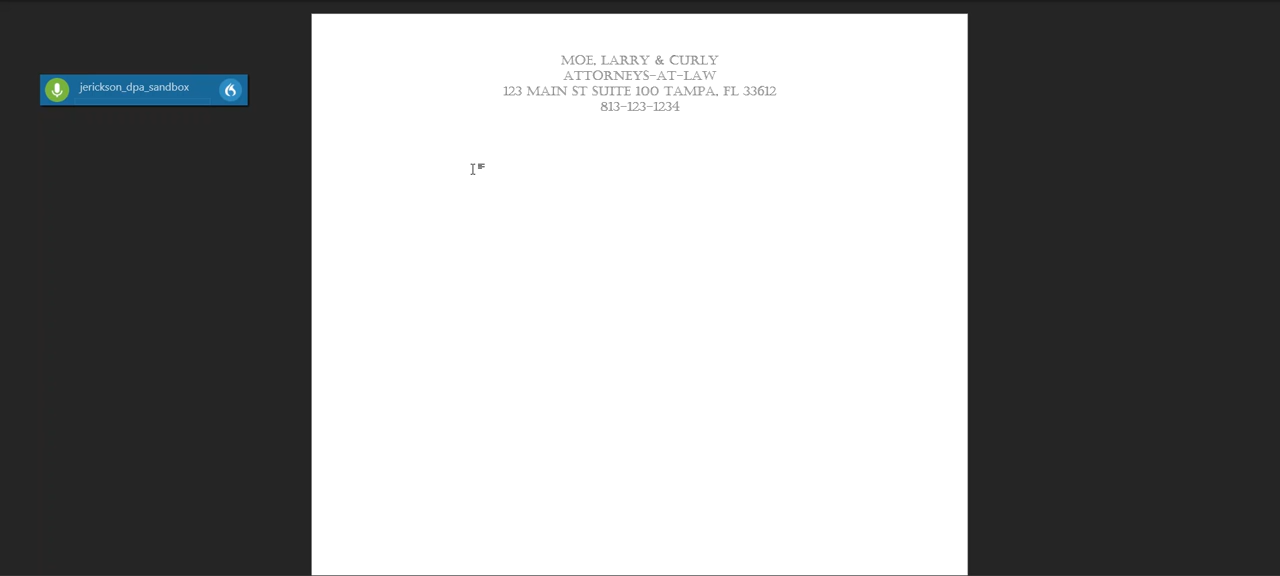 MOE, LARRY & CURLY
ATTORNEYS-AT-LAW
123 MAIN ST SUITE 100 TAMPA, FL 33612
813-123-1234
jerickson_dpa_sandbox